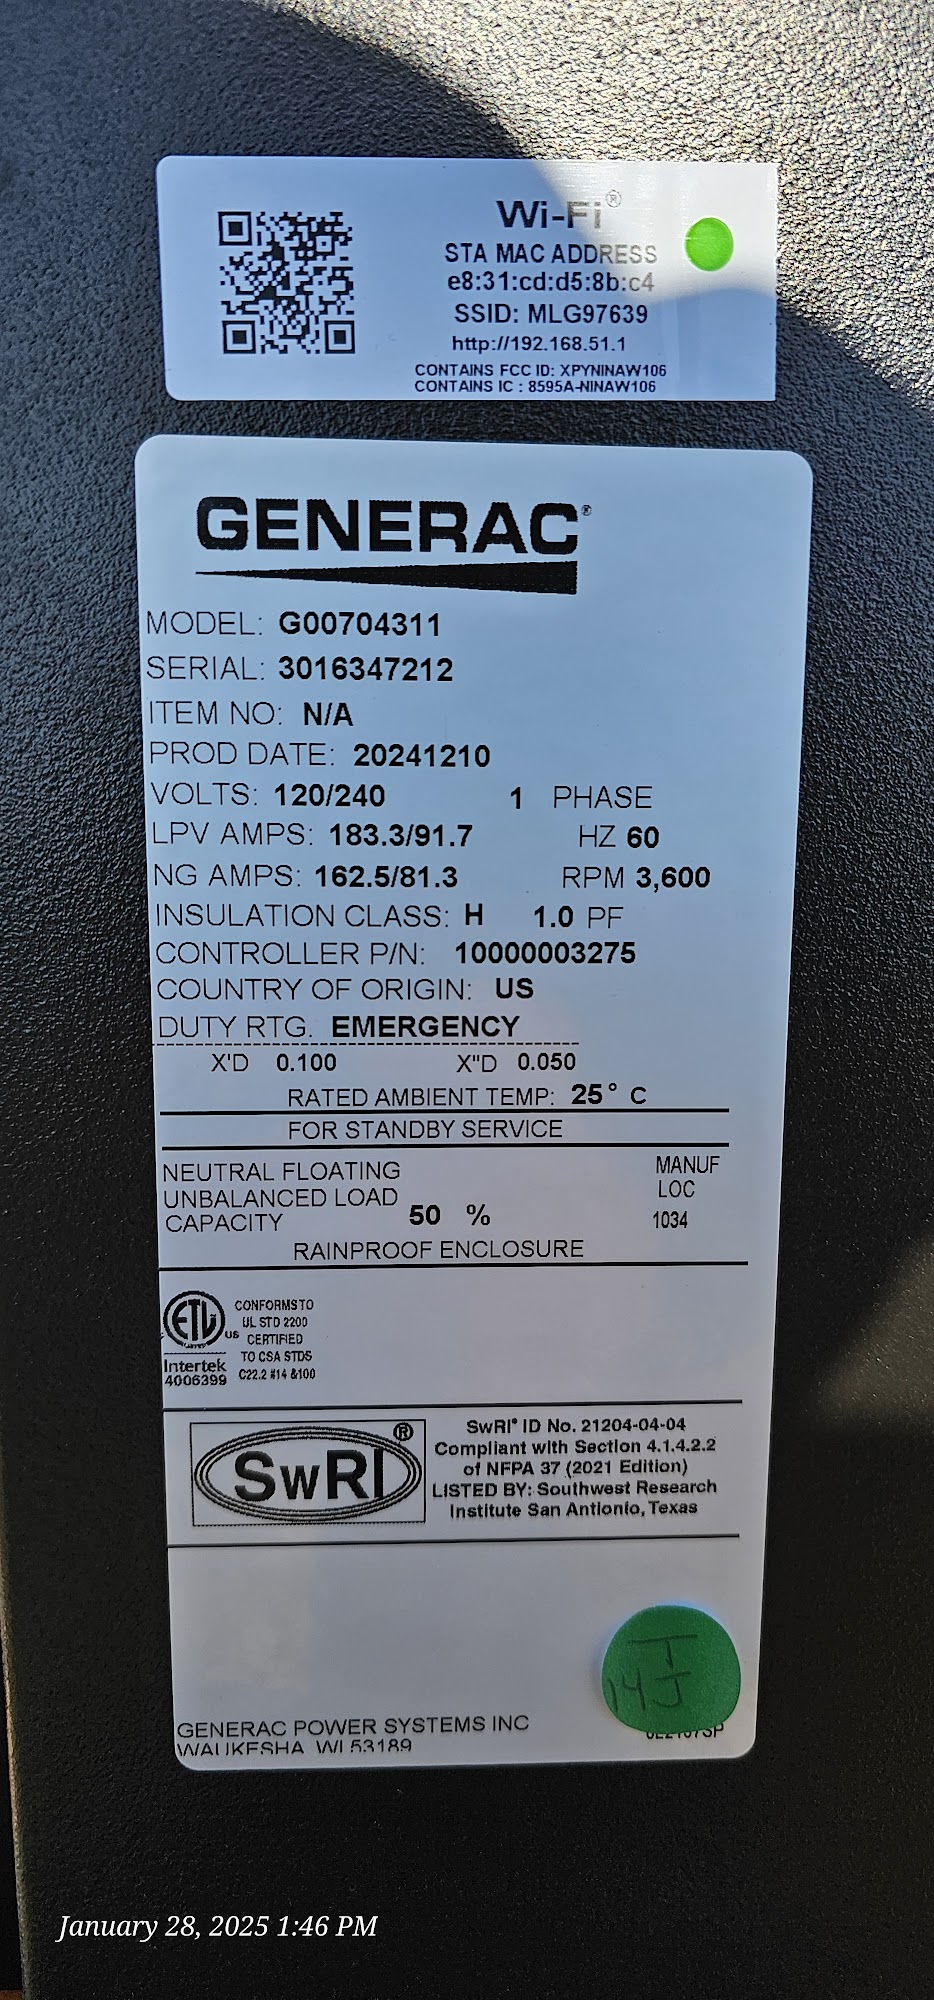 Wi-Fi®
STA MAC ADDRESS
e8:31:cd:d5:8b:c4
SSID: MLG97639
http://192.168.51.1
CONTAINS FCC ID: XPYNINAW106
CONTAINS IC : 8595A-NINAW106
GENERAC®
MODEL: G00704311
SERIAL: 3016347212
ITEM NO: N/A
PROD DATE: 20241210
VOLTS: 120/240 1 PHASE
LPV AMPS: 183.3/91.7 HZ 60
NG AMPS: 162.5/81.3 RPM 3,600
INSULATION CLASS: H 1.0 PF
CONTROLLER P/N: 10000003275
COUNTRY OF ORIGIN: US
DUTY RTG. EMERGENCY
X'D 0.100 X"D 0.050
RATED AMBIENT TEMP: 25° C
FOR STANDBY SERVICE
NEUTRAL FLOATING
UNBALANCED LOAD
CAPACITY 50 %
MANUF
LOC
1034
RAINPROOF ENCLOSURE
ETL US
Intertek
4006399
CONFORMS TO
UL STD 2200
CERTIFIED
TO CSA STDS
C22.2 #14 &100
SwRI®
SwRI® ID No. 21204-04-04
Compliant with Section 4.1.4.2.2
of NFPA 37 (2021 Edition)
LISTED BY: Southwest Research
Institute San Antionio, Texas
GENERAC POWER SYSTEMS INC
WAUKESHA, WI 53189
January 28, 2025 1:46 PM